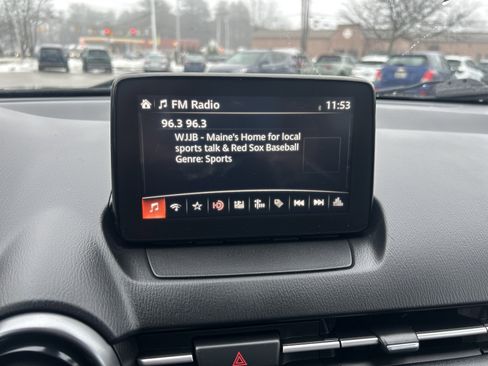 FM Radio
11:53
96.3 96.3
WJJB - Maine's Home for local
sports talk & Red Sox Baseball
Genre: Sports